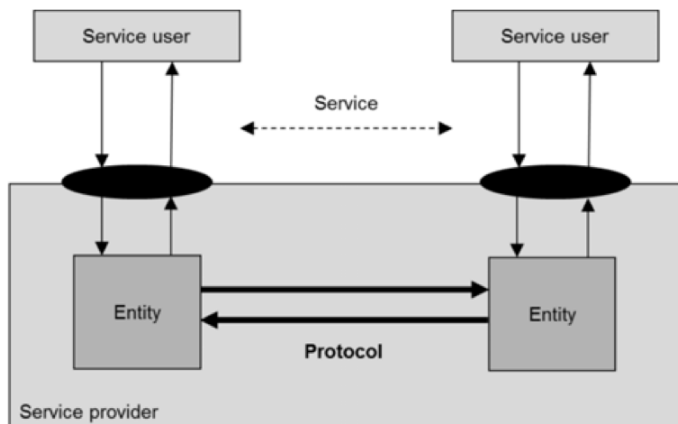 Service user
Service user
Service
Entity
Entity
Protocol
Service provider